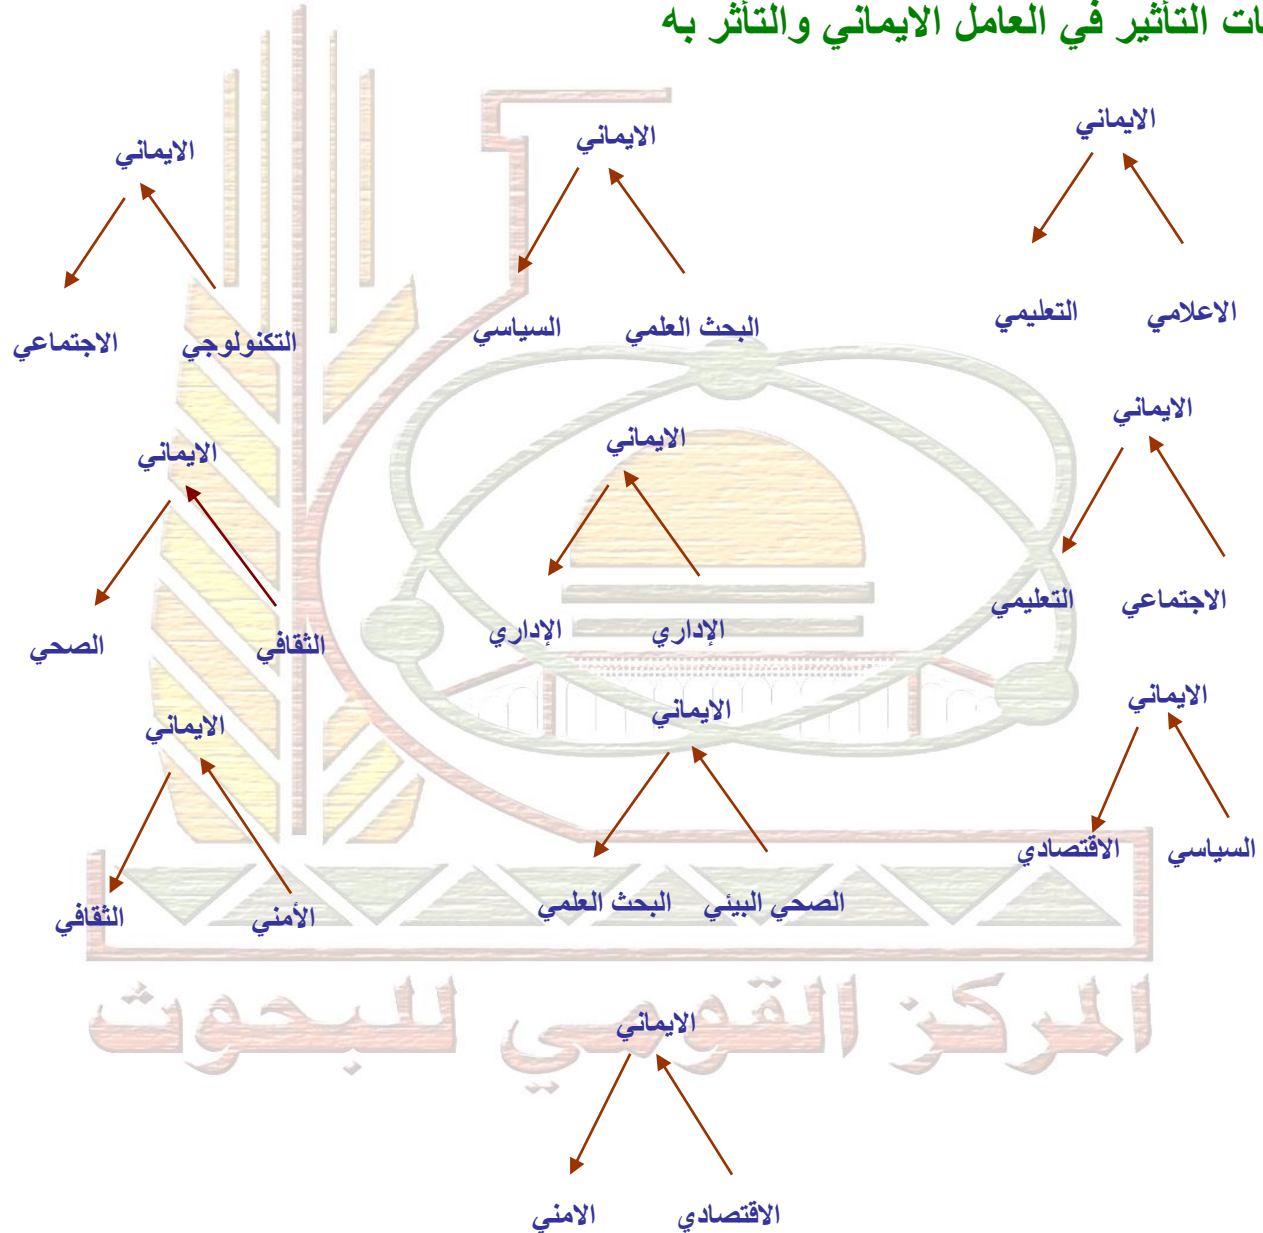 التأثير في العامل الايماني والتأثر به
الايماني
الاعلامي
التعليمي
الايماني
البحث العلمي
السياسي
الايماني
التكنولوجي
الاجتماعي
الايماني
الاجتماعي
التعليمي
الايماني
الإداري
الإداري
الايماني
الثقافي
الصحي
الايماني
السياسي
الاقتصادي
الايماني
الصحي البيئي
البحث العلمي
الايماني
الأمني
الثقافي
المركز القومي للبحوث
الايماني
الاقتصادي
الامني